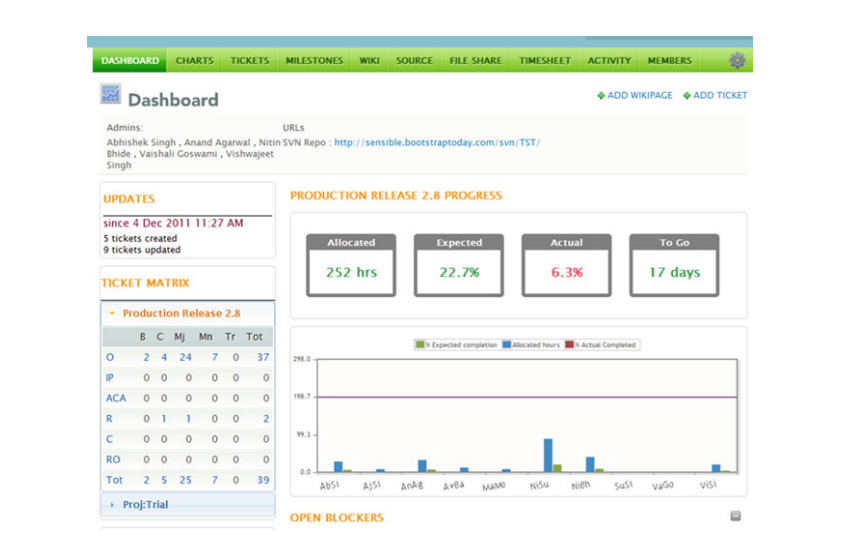 DASHBOARD CHARTS TICKETS MILESTONES WIKI SOURCE FILE SHARE TIMESHEET ACTIVITY MEMBERS
Dashboard
ADD WIKIPAGE ADD TICKET
Admins:
Abhishek Singh , Anand Agarwal , Nitin
Bhide , Vaishali Goswami , Vishwajeet
Singh
URLs
SVN Repo : http://sensible.bootstraptoday.com/svn/TST/
UPDATES
since 4 Dec 2011 11:27 AM
5 tickets created
9 tickets updated
TICKET MATRIX
Production Release 2.8
B C Mj Mn Tr Tot
O 2 4 24 7 0 37
IP 0 0 0 0 0 0
ACA 0 0 0 0 0 0
R 0 1 1 0 0 2
C 0 0 0 0 0 0
RO 0 0 0 0 0 0
Tot 2 5 25 7 0 39
Proj:Trial
PRODUCTION RELEASE 2.8 PROGRESS
Allocated Expected Actual To Go
252 hrs 22.7% 6.3% 17 days
% Expected completion Allocated hours % Actual Completed
298.0
198.7
99.3
0.0
AbSi AjSi AnAg AvBa MaMo NiSu NiBh SuSi VaGo ViSi
OPEN BLOCKERS